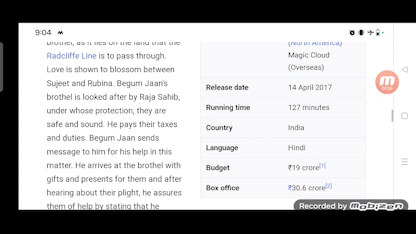 9:04
brothel, as it lies on the land that the
Radcliffe Line is to pass through.
Love is shown to blossom between
Sujeet and Rubina. Begum Jaan's
brothel is looked after by Raja Sahib,
under whose protection, they are
safe and sound. He pays their taxes
and duties. Begum Jaan sends
message to him for his help in this
matter. He arrives at the brothel with
gifts and presents for them and after
hearing about their plight, he assures
them of help by stating that he
(North America)
Magic Cloud
(Overseas)
Release date 14 April 2017
Running time 127 minutes
Country India
Language Hindi
Budget ₹19 crore[1]
Box office ₹30.6 crore[2]
Recorded by mobizen